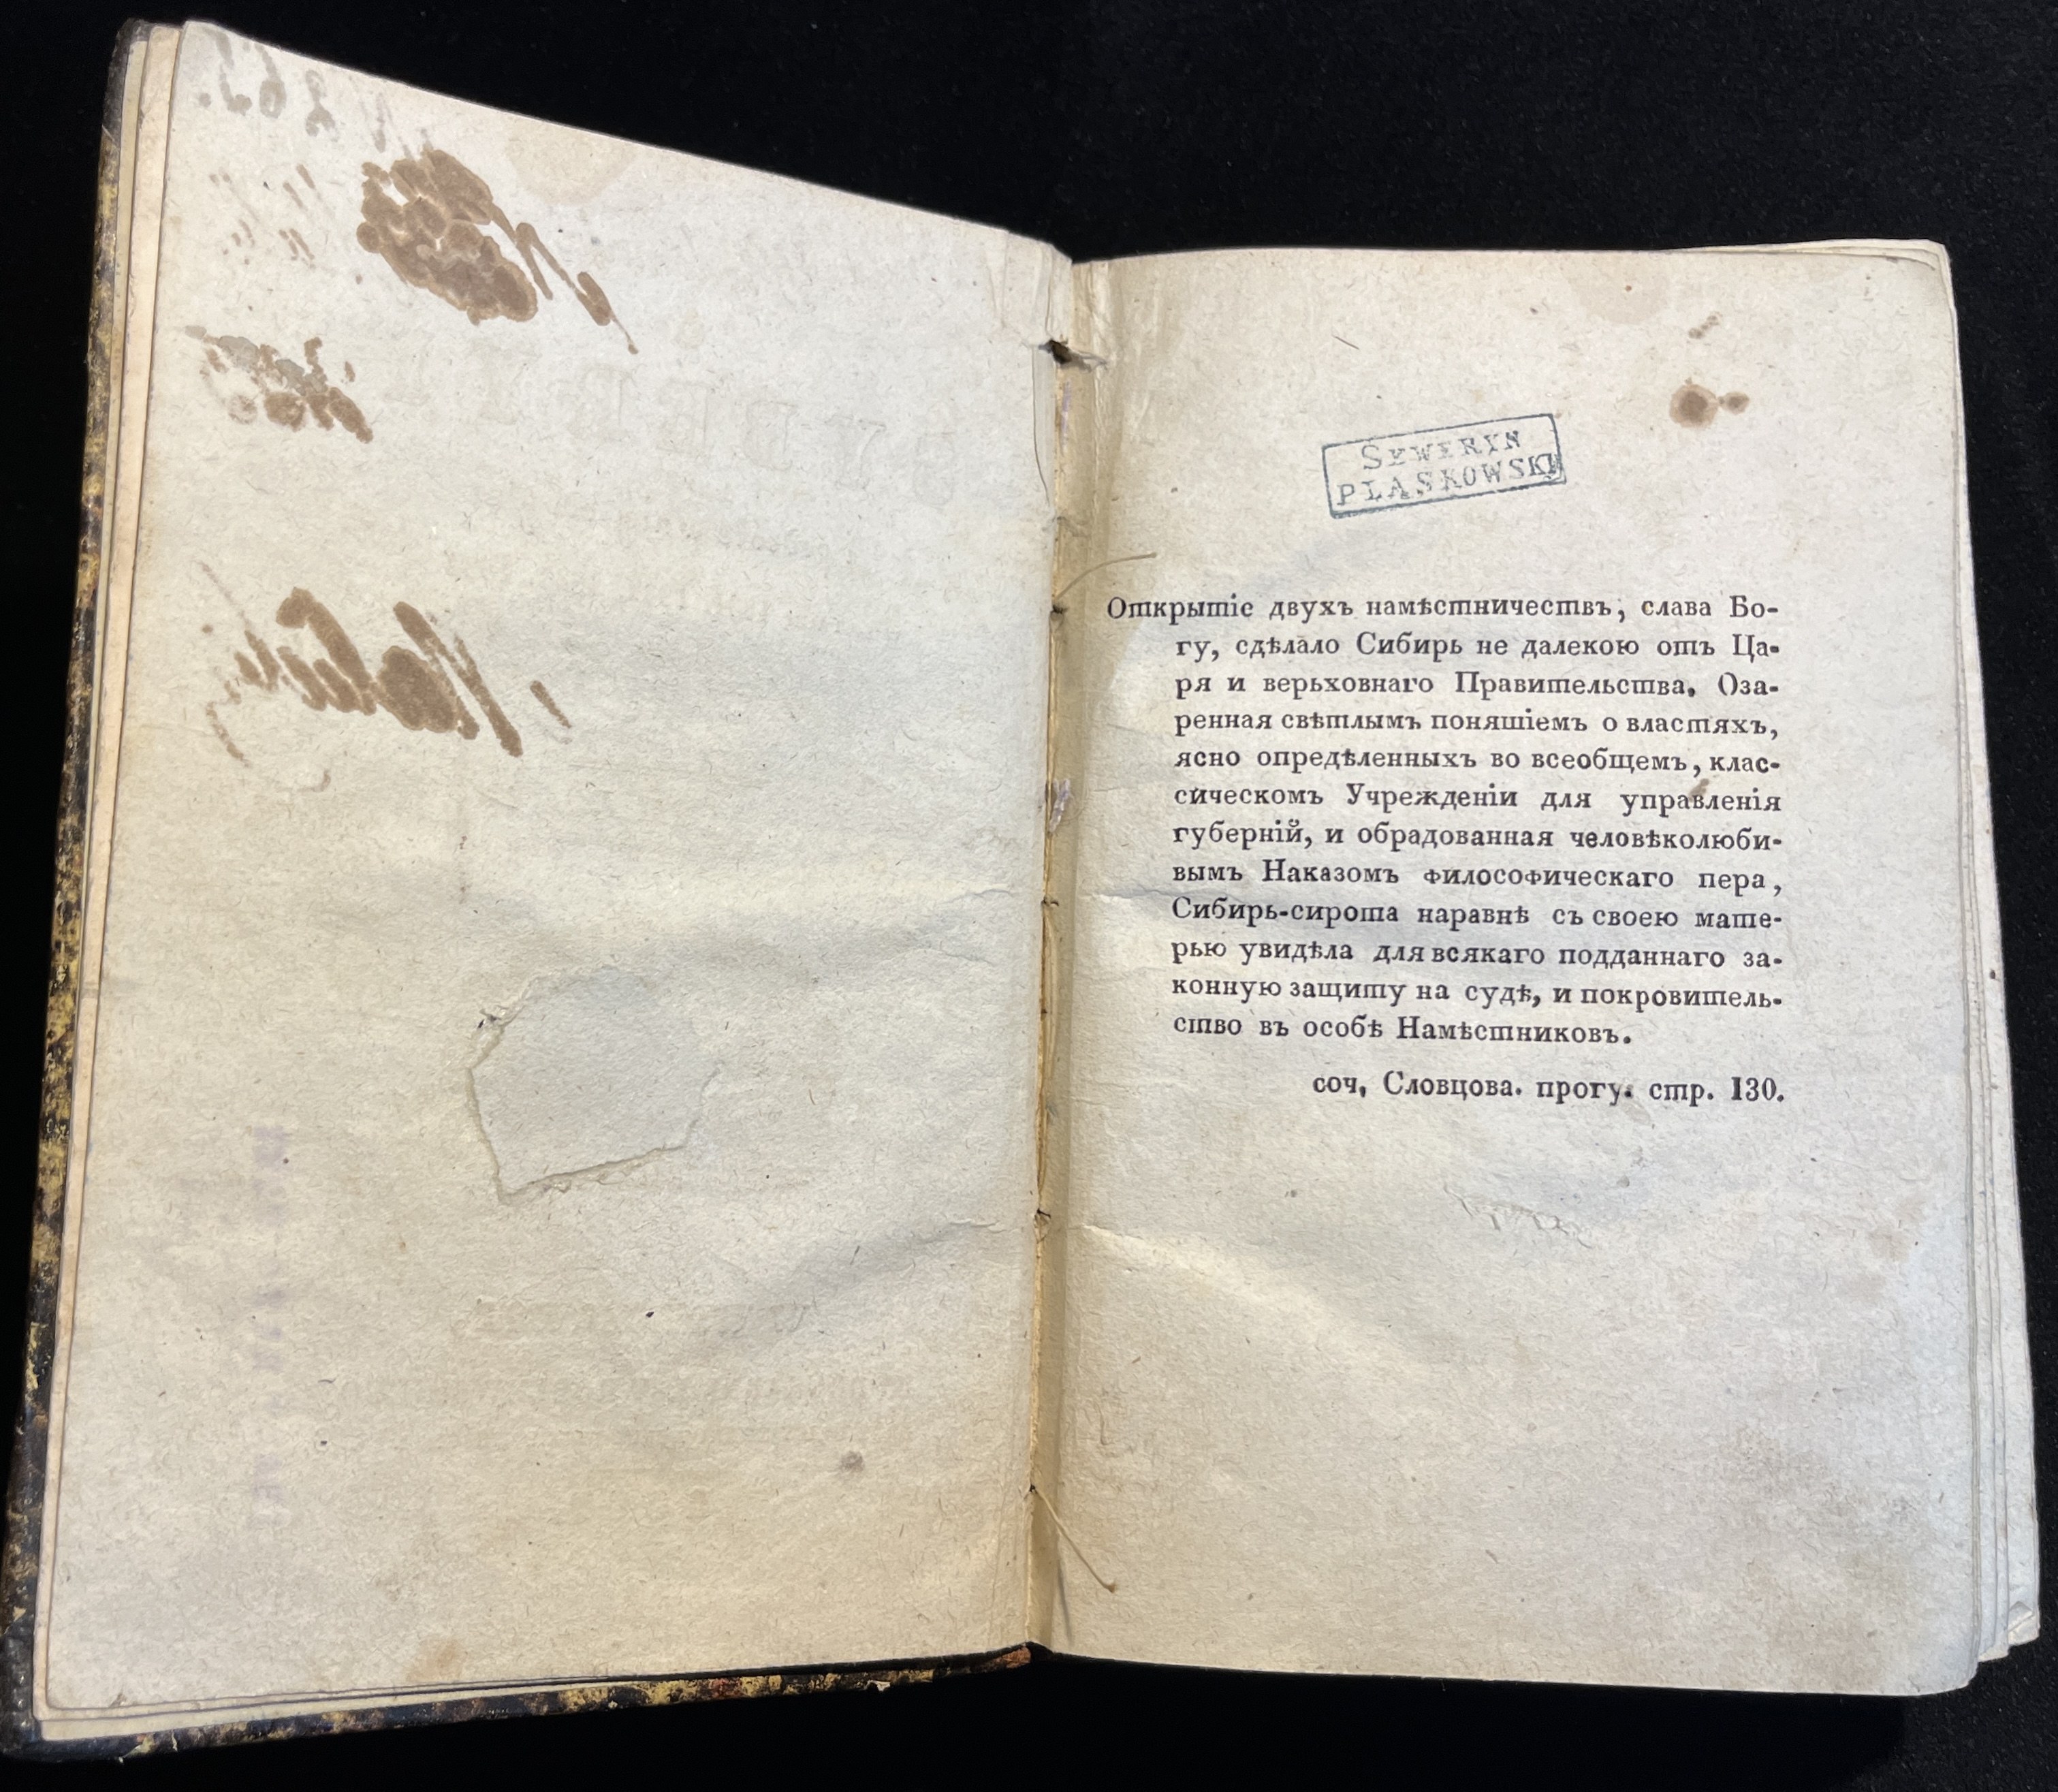 SEWERYN
PLASKOWSKI
Открытіе двухъ намѣстничествъ, слава Бо-
гу, сдѣлало Сибирь не далекою отъ Ца-
ря и верьховнаго Правительства. Оза-
ренная свѣтлымъ понятіемъ о властяхъ,
ясно опредѣленныхъ во всеобщемъ, клас-
сическомъ Учрежденіи для управленія
губерній, и обрадованная человѣколюби-
вымъ Наказомъ философическаго пера,
Сибирь-сирота наравнѣ съ своею мате-
рью увидѣла для всякаго подданнаго за-
конную защиту на судѣ, и покровитель-
ство въ особѣ Намѣстниковъ.
соч. Словцова. прогу. стр. 130.